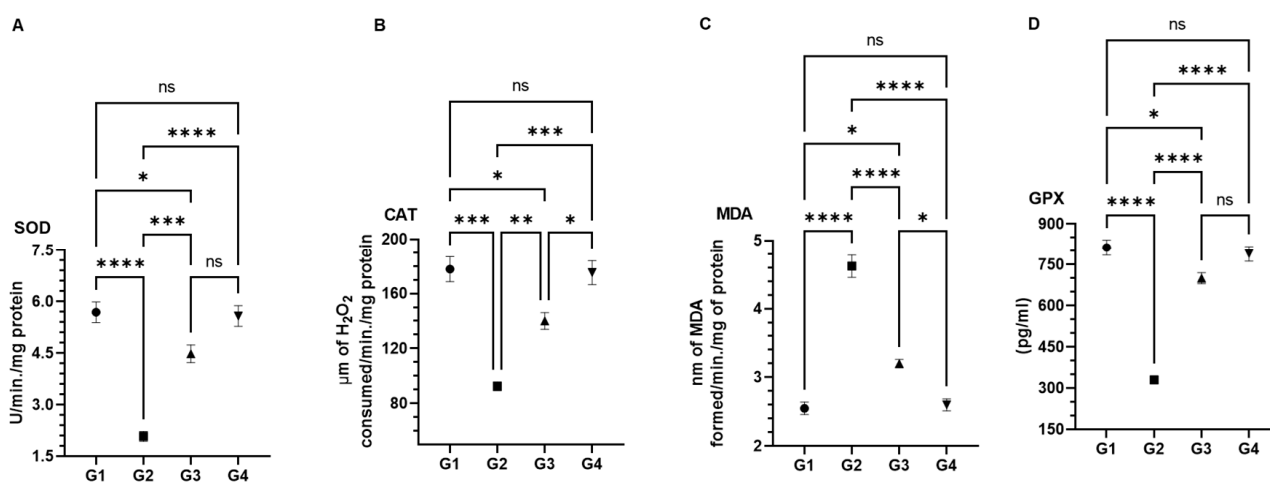 A
ns
****
*
***
SOD
**** ns
7.5
6.0
4.5
3.0
1.5
U/min./mg protein
G1 G2 G3 G4
B
ns
***
*
CAT
*** ** *
200
160
120
80
μm of H₂O₂
consumed/min./mg protein
G1 G2 G3 G4
C
ns
****
*
****
MDA
**** *
5
4
3
2
nm of MDA
formed/min./mg of protein
G1 G2 G3 G4
D
ns
****
*
****
GPX
**** ns
900
750
600
450
300
150
(pg/ml)
G1 G2 G3 G4